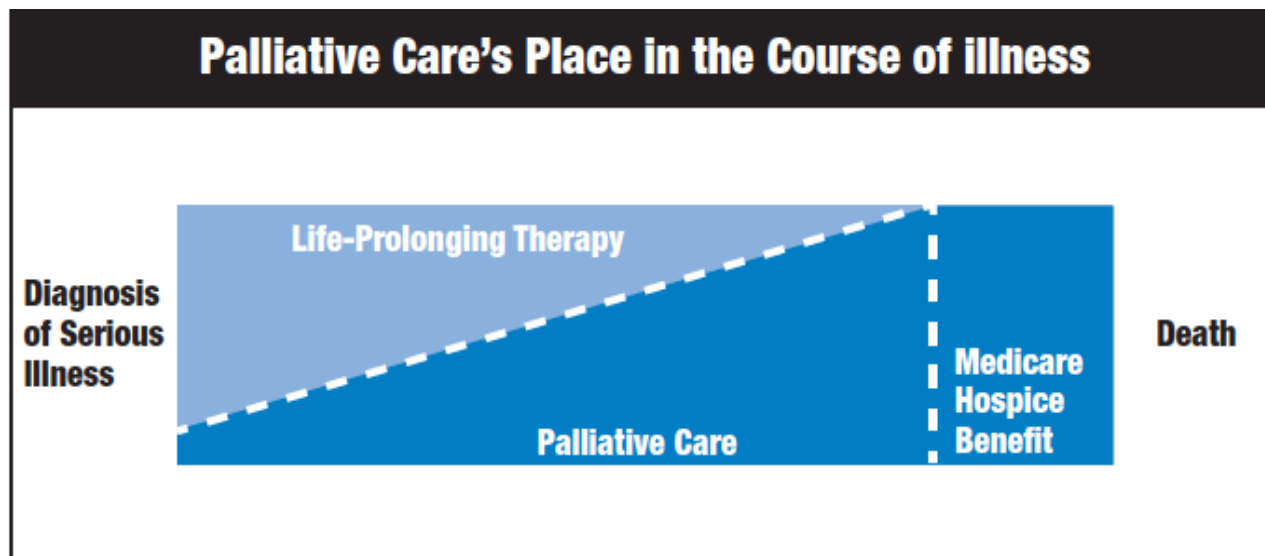 Palliative Care's Place in the Course of illness
Life-Prolonging Therapy
Diagnosis
of Serious
Illness
Death
Medicare
Hospice
Benefit
Palliative Care